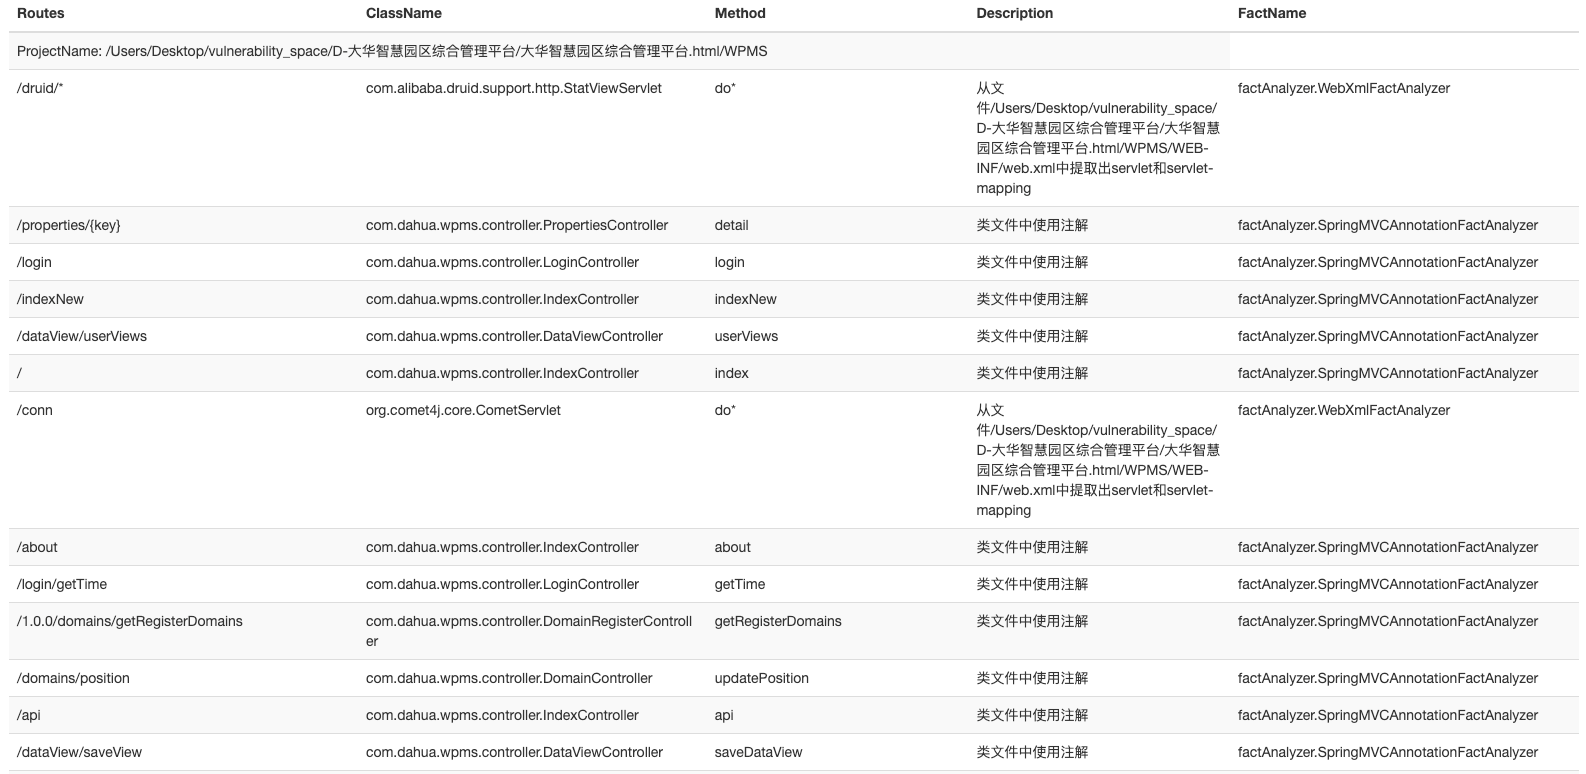 Routes ClassName Method Description FactName
ProjectName: /Users/Desktop/vulnerability_space/D-大华智慧园区综合管理平台/大华智慧园区综合管理平台.html/WPMS
/druid/* com.alibaba.druid.support.http.StatViewServlet do* 从文 factAnalyzer.WebXmlFactAnalyzer
件/Users/Desktop/vulnerability_space/
D-大华智慧园区综合管理平台/大华智慧
园区综合管理平台.html/WPMS/WEB-
INF/web.xml中提取出servlet和servlet-
mapping
/properties/{key} com.dahua.wpms.controller.PropertiesController detail 类文件中使用注解 factAnalyzer.SpringMVCAnnotationFactAnalyzer
/login com.dahua.wpms.controller.LoginController login 类文件中使用注解 factAnalyzer.SpringMVCAnnotationFactAnalyzer
/indexNew com.dahua.wpms.controller.IndexController indexNew 类文件中使用注解 factAnalyzer.SpringMVCAnnotationFactAnalyzer
/dataView/userViews com.dahua.wpms.controller.DataViewController userViews 类文件中使用注解 factAnalyzer.SpringMVCAnnotationFactAnalyzer
/ com.dahua.wpms.controller.IndexController index 类文件中使用注解 factAnalyzer.SpringMVCAnnotationFactAnalyzer
/conn org.comet4j.core.CometServlet do* 从文 factAnalyzer.WebXmlFactAnalyzer
件/Users/Desktop/vulnerability_space/
D-大华智慧园区综合管理平台/大华智慧
园区综合管理平台.html/WPMS/WEB-
INF/web.xml中提取出servlet和servlet-
mapping
/about com.dahua.wpms.controller.IndexController about 类文件中使用注解 factAnalyzer.SpringMVCAnnotationFactAnalyzer
/login/getTime com.dahua.wpms.controller.LoginController getTime 类文件中使用注解 factAnalyzer.SpringMVCAnnotationFactAnalyzer
/1.0.0/domains/getRegisterDomains com.dahua.wpms.controller.DomainRegisterControll getRegisterDomains 类文件中使用注解 factAnalyzer.SpringMVCAnnotationFactAnalyzer
er
/domains/position com.dahua.wpms.controller.DomainController updatePosition 类文件中使用注解 factAnalyzer.SpringMVCAnnotationFactAnalyzer
/api com.dahua.wpms.controller.IndexController api 类文件中使用注解 factAnalyzer.SpringMVCAnnotationFactAnalyzer
/dataView/saveView com.dahua.wpms.controller.DataViewController saveDataView 类文件中使用注解 factAnalyzer.SpringMVCAnnotationFactAnalyzer